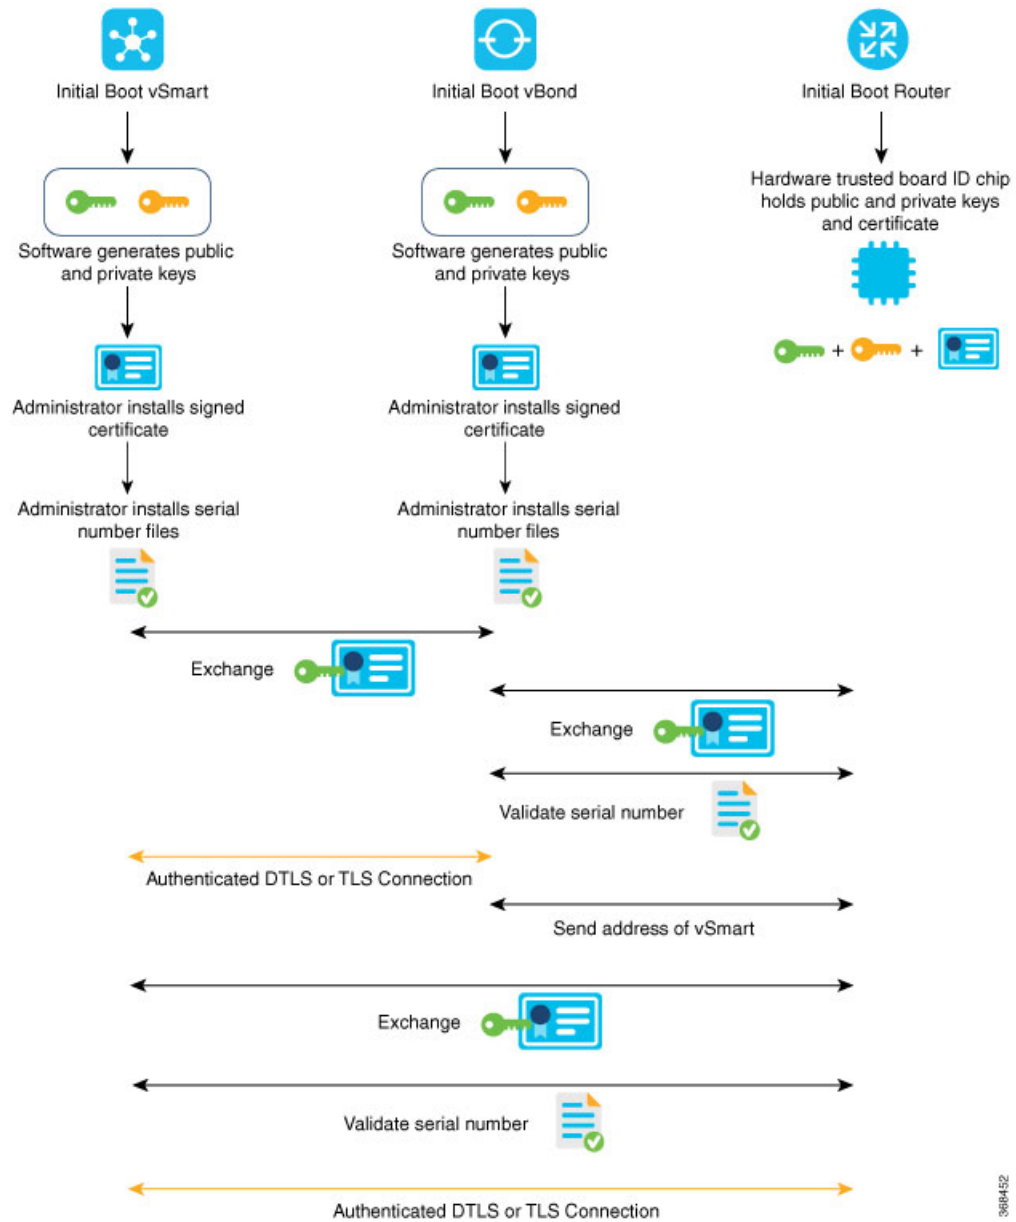 Initial Boot vSmart
Initial Boot vBond
Initial Boot Router
Software generates public
and private keys
Software generates public
and private keys
Hardware trusted board ID chip
holds public and private keys
and certificate
+ +
Administrator installs signed
certificate
Administrator installs signed
certificate
Administrator installs serial
number files
Administrator installs serial
number files
Exchange
Exchange
Validate serial number
Authenticated DTLS or TLS Connection
Send address of vSmart
Exchange
Validate serial number
Authenticated DTLS or TLS Connection
368452